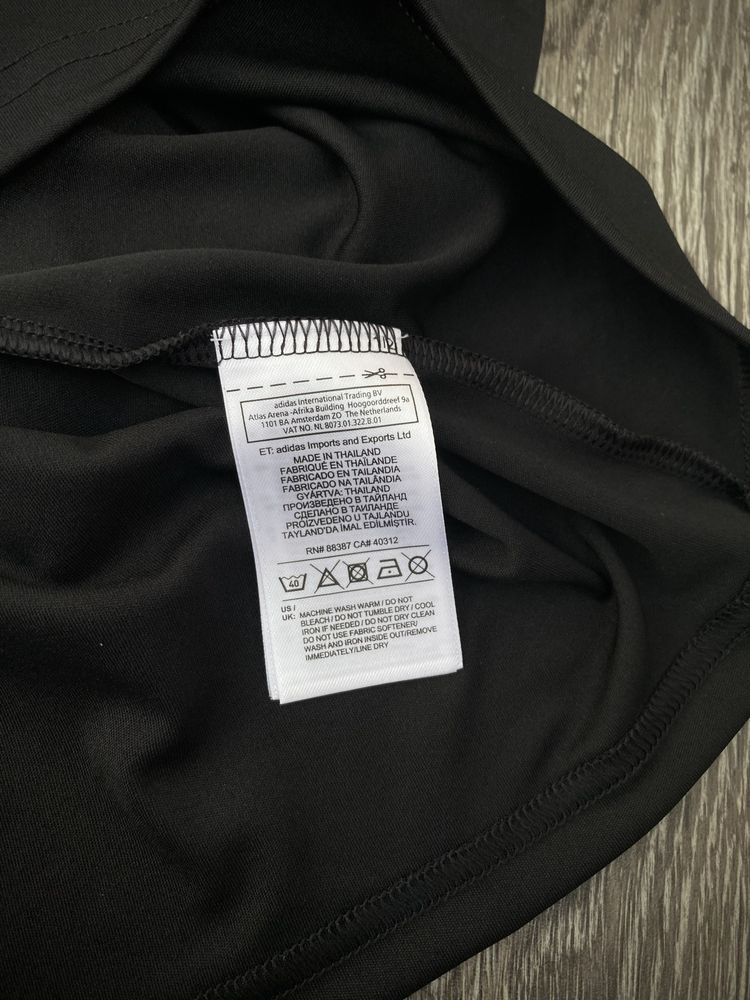 1/2
adidas International Trading BV
Atlas Arena -Afrika Building Hoogoorddreef 9a
1101 BA Amsterdam ZO The Netherlands
VAT NO. NL 8073.01.322.B.01
ET: adidas Imports and Exports Ltd
MADE IN THAILAND
FABRIQUÉ EN THAÏLANDE
FABRICADO EN TAILANDIA
FABRICADO NA TAILÂNDIA
GYÁRTVA: THAILAND
ПРОИЗВЕДЕНО В ТАЙЛАНД
СДЕЛАНО В ТАИЛАНДЕ
PROIZVEDENO U TAJLANDU
TAYLAND'DA İMAL EDİLMİŞTİR.
RN# 88387 CA# 40312
40
US / UK: MACHINE WASH WARM / DO NOT
BLEACH / DO NOT TUMBLE DRY / COOL
IRON IF NEEDED / DO NOT DRY CLEAN
DO NOT USE FABRIC SOFTENER/
WASH AND IRON INSIDE OUT/REMOVE
IMMEDIATELY/LINE DRY